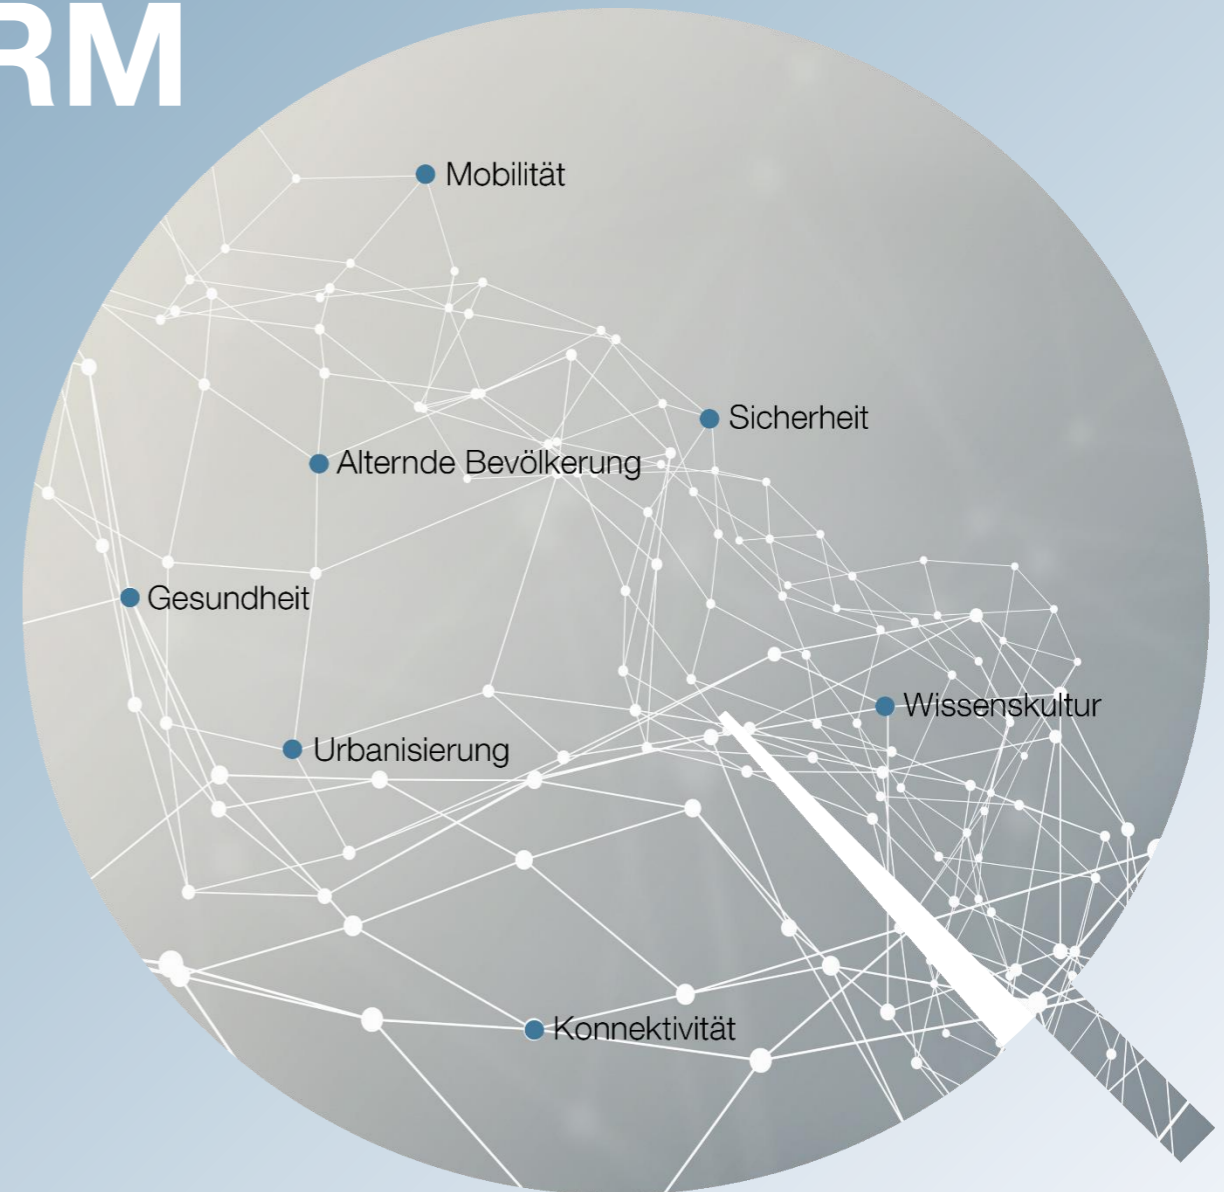 RM
Mobilität
Sicherheit
Alternde Bevölkerung
Gesundheit
Wissenskultur
Urbanisierung
Konnektivität